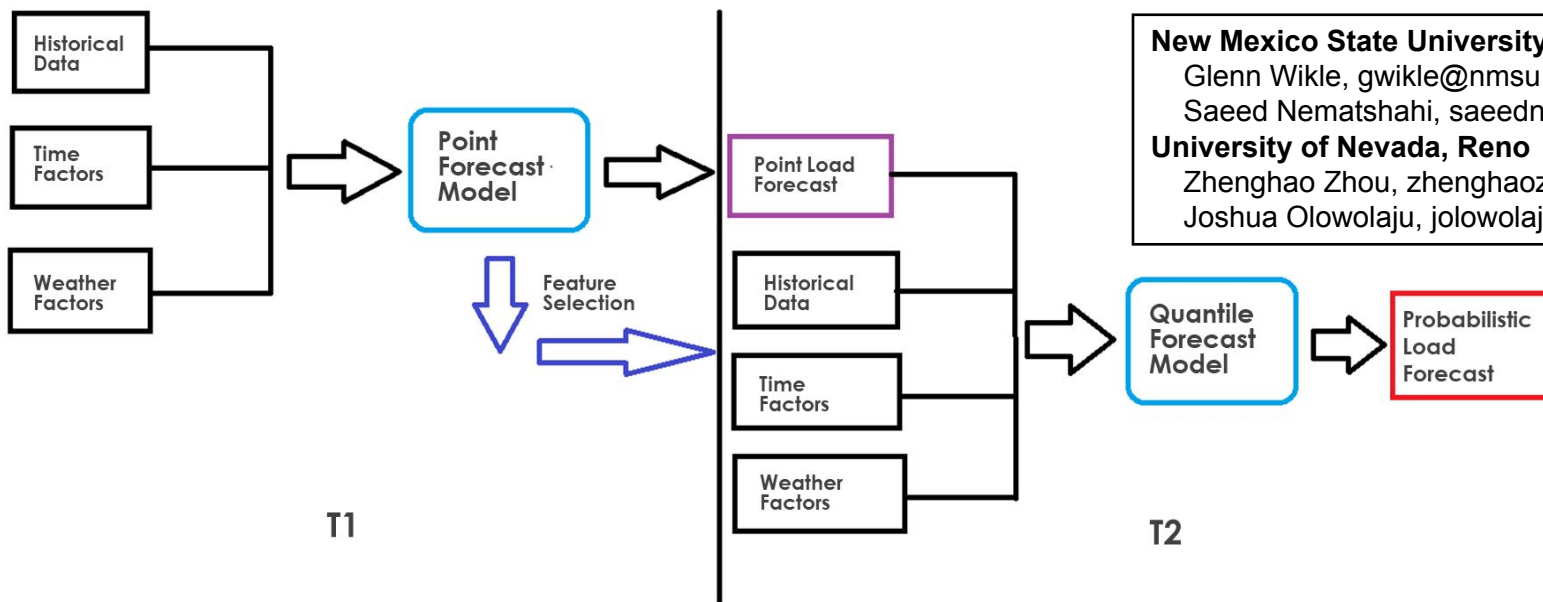 Historical
Data
Time
Factors
Weather
Factors
Point
Forecast
Model
Feature
Selection
T1
Point Load
Forecast
Historical
Data
Time
Factors
Weather
Factors
Quantile
Forecast
Model
Probabilistic
Load
Forecast
T2
New Mexico State University
Glenn Wikle, gwikle@nmsu
Saeed Nematshahi, saeedn
University of Nevada, Reno
Zhenghao Zhou, zhenghaoz
Joshua Olowolaju, jolowolaj